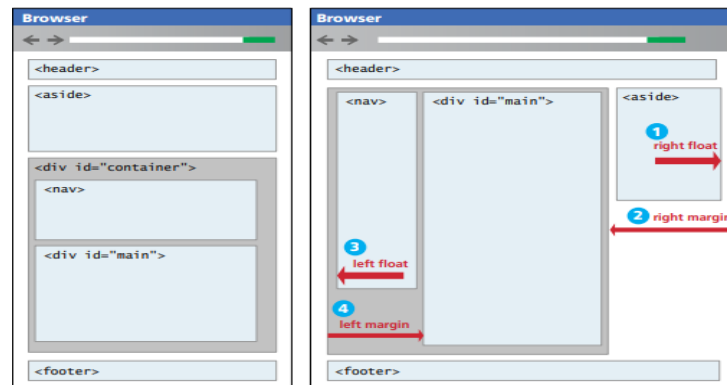 Browser
<header>
<aside>
<div id="container">
<nav>
<div id="main">
<footer>
Browser
<header>
<nav>
<div id="main">
<aside>
1
right float
2 right margin
3
left float
4
left margin
<footer>